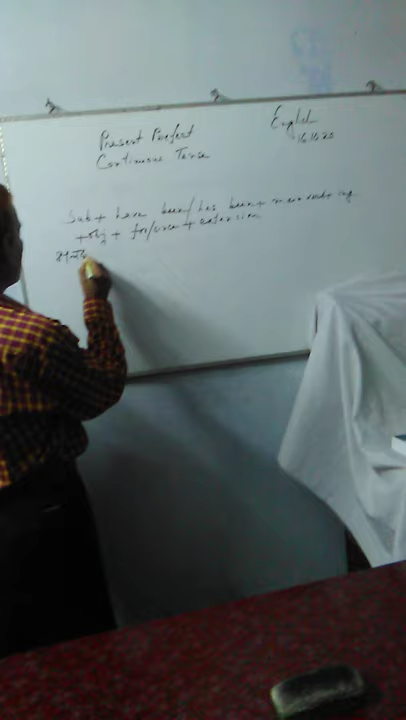 Present Perfect
Continuous Tense
English
16.10.20
Sub + have been/has been + main verb + ing
+ obj + for/since + extension